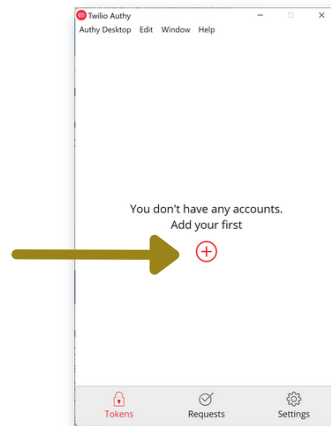 Twilio Authy
Authy Desktop Edit Window Help
You don't have any accounts.
Add your first
Tokens Requests Settings